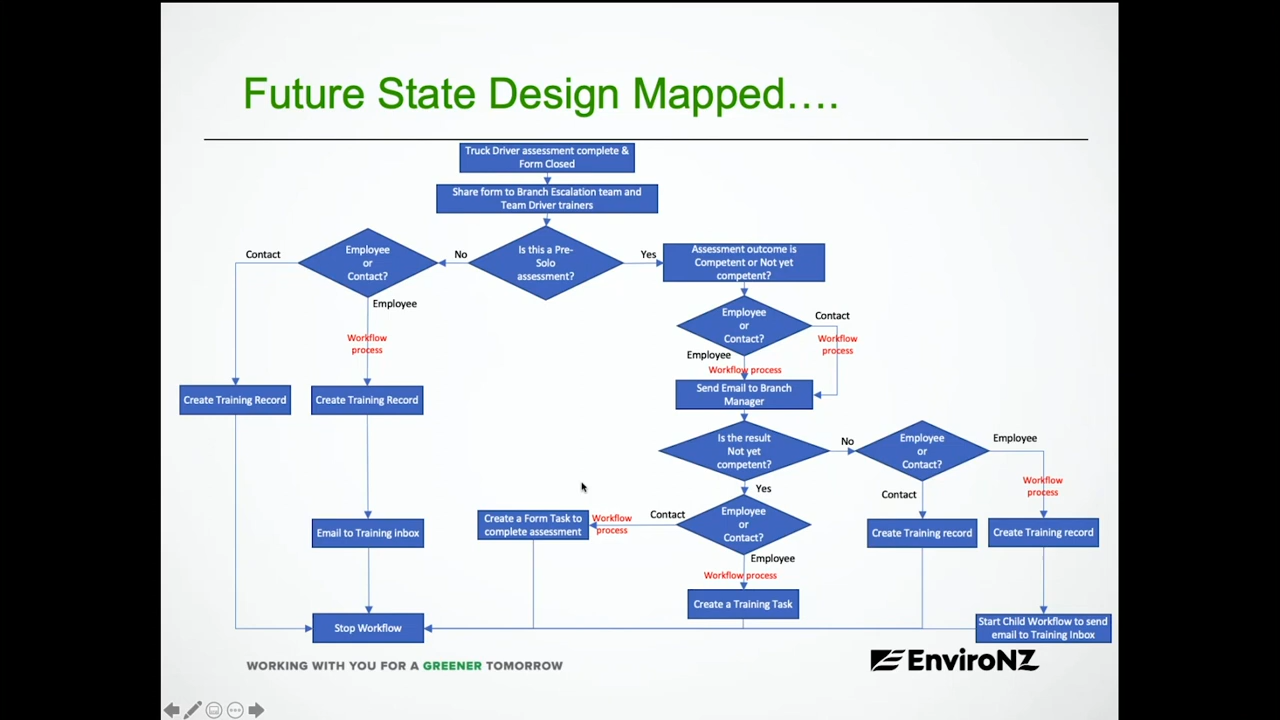 Future State Design Mapped....
Truck Driver assessment complete &
Form Closed
Share form to Branch Escalation team and
Team Driver trainers
Contact
Employee
or
Contact?
No
Is this a Pre-
Solo
assessment?
Yes
Assessment outcome is
Competent or Not yet
competent?
Employee
Workflow
process
Employee
or
Contact?
Contact
Workflow
process
Employee
Workflow process
Create Training Record
Create Training Record
Send Email to Branch
Manager
Is the result
Not yet
competent?
No
Employee
or
Contact?
Employee
Workflow
process
Yes
Contact
Create a Form Task to
complete assessment
Workflow
process
Contact
Employee
or
Contact?
Create Training record
Create Training record
Email to Training inbox
Employee
Workflow process
Create a Training Task
Stop Workflow
Start Child Workflow to send
email to Training Inbox
WORKING WITH YOU FOR A GREENER TOMORROW
EnviroNZ